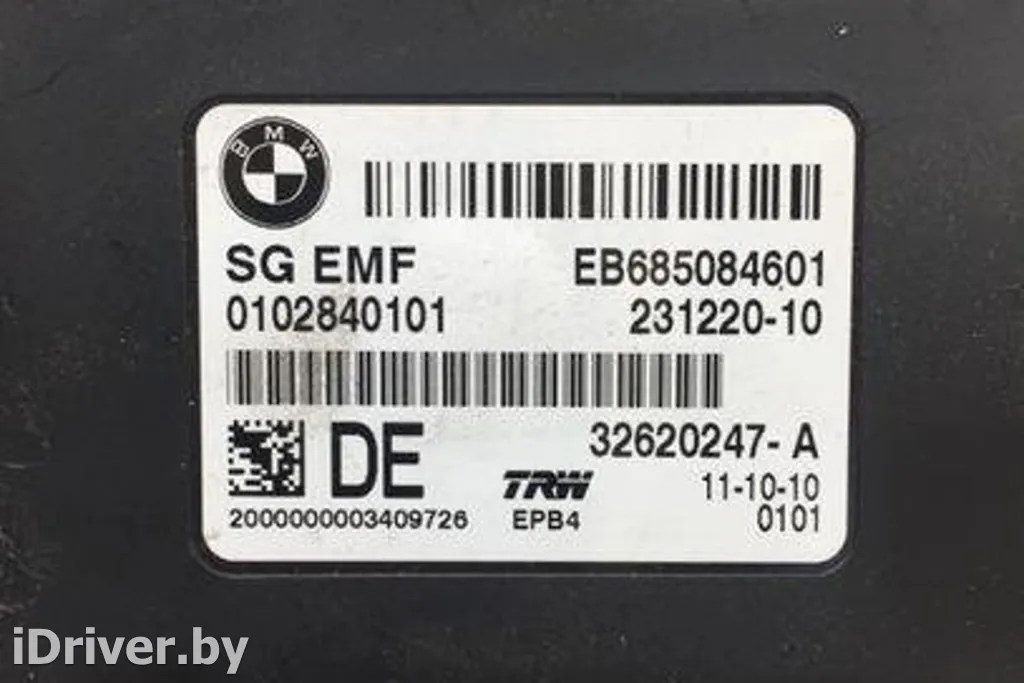 BMW
SG EMF EB685084601
0102840101 231220-10
DE 32620247-A
TRW 11-10-10
2000000003409726 EPB4 0101
iDriver.by